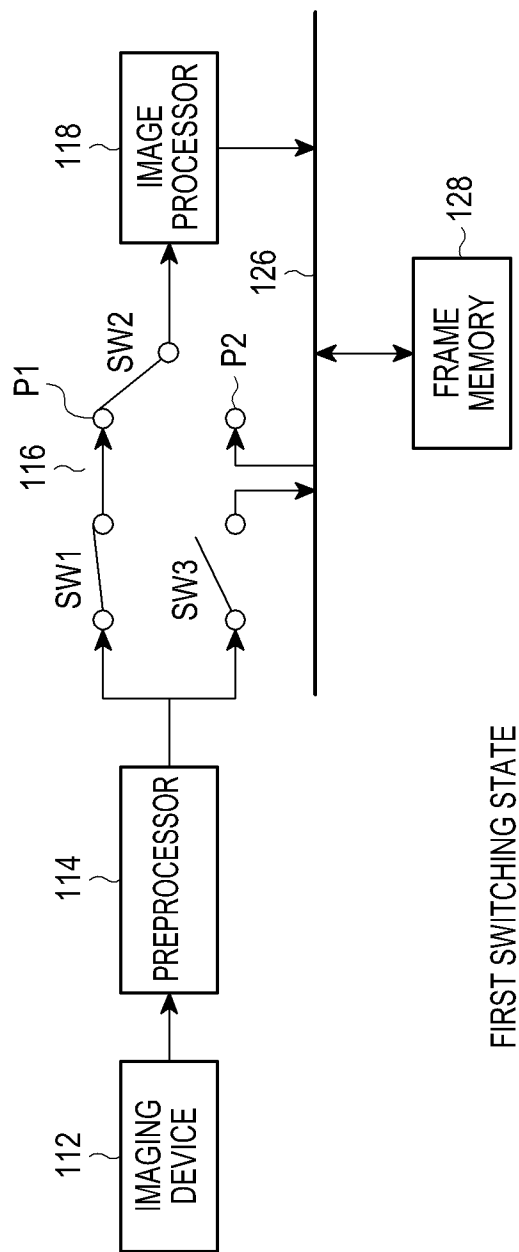 112
IMAGING
DEVICE
114
PREPROCESSOR
SW1
116
P1
SW2
118
IMAGE
PROCESSOR
SW3
P2
126
128
FRAME
MEMORY
FIRST SWITCHING STATE